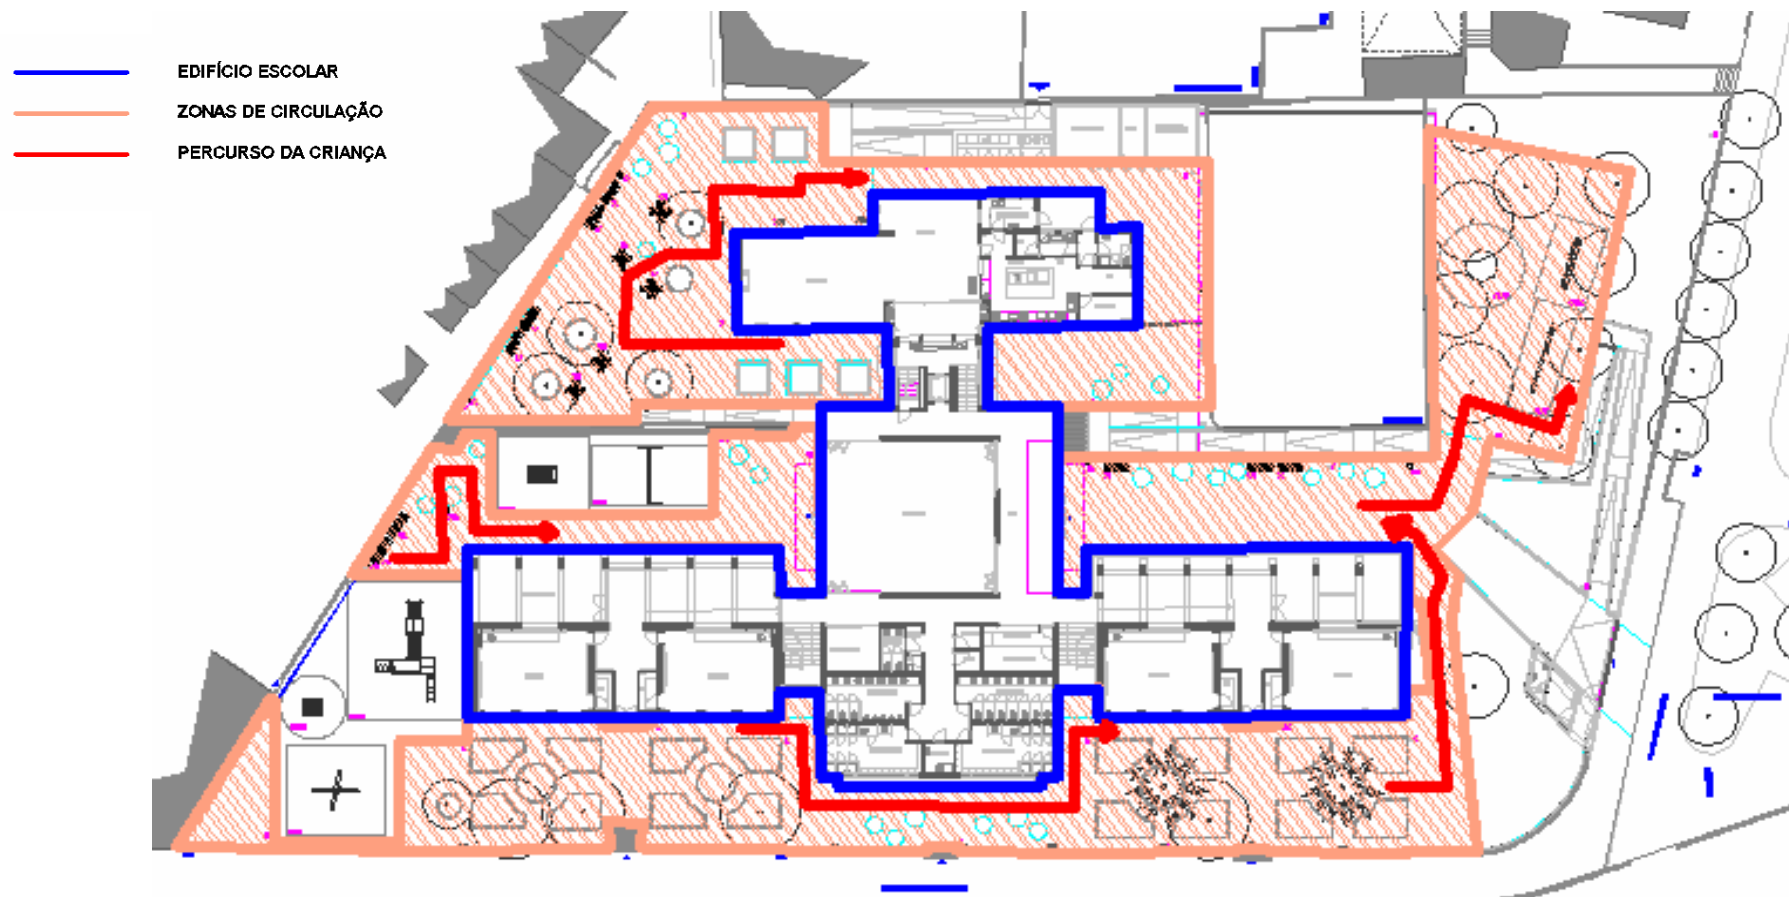 EDIFÍCIO ESCOLAR
ZONAS DE CIRCULAÇÃO
PERCURSO DA CRIANÇA